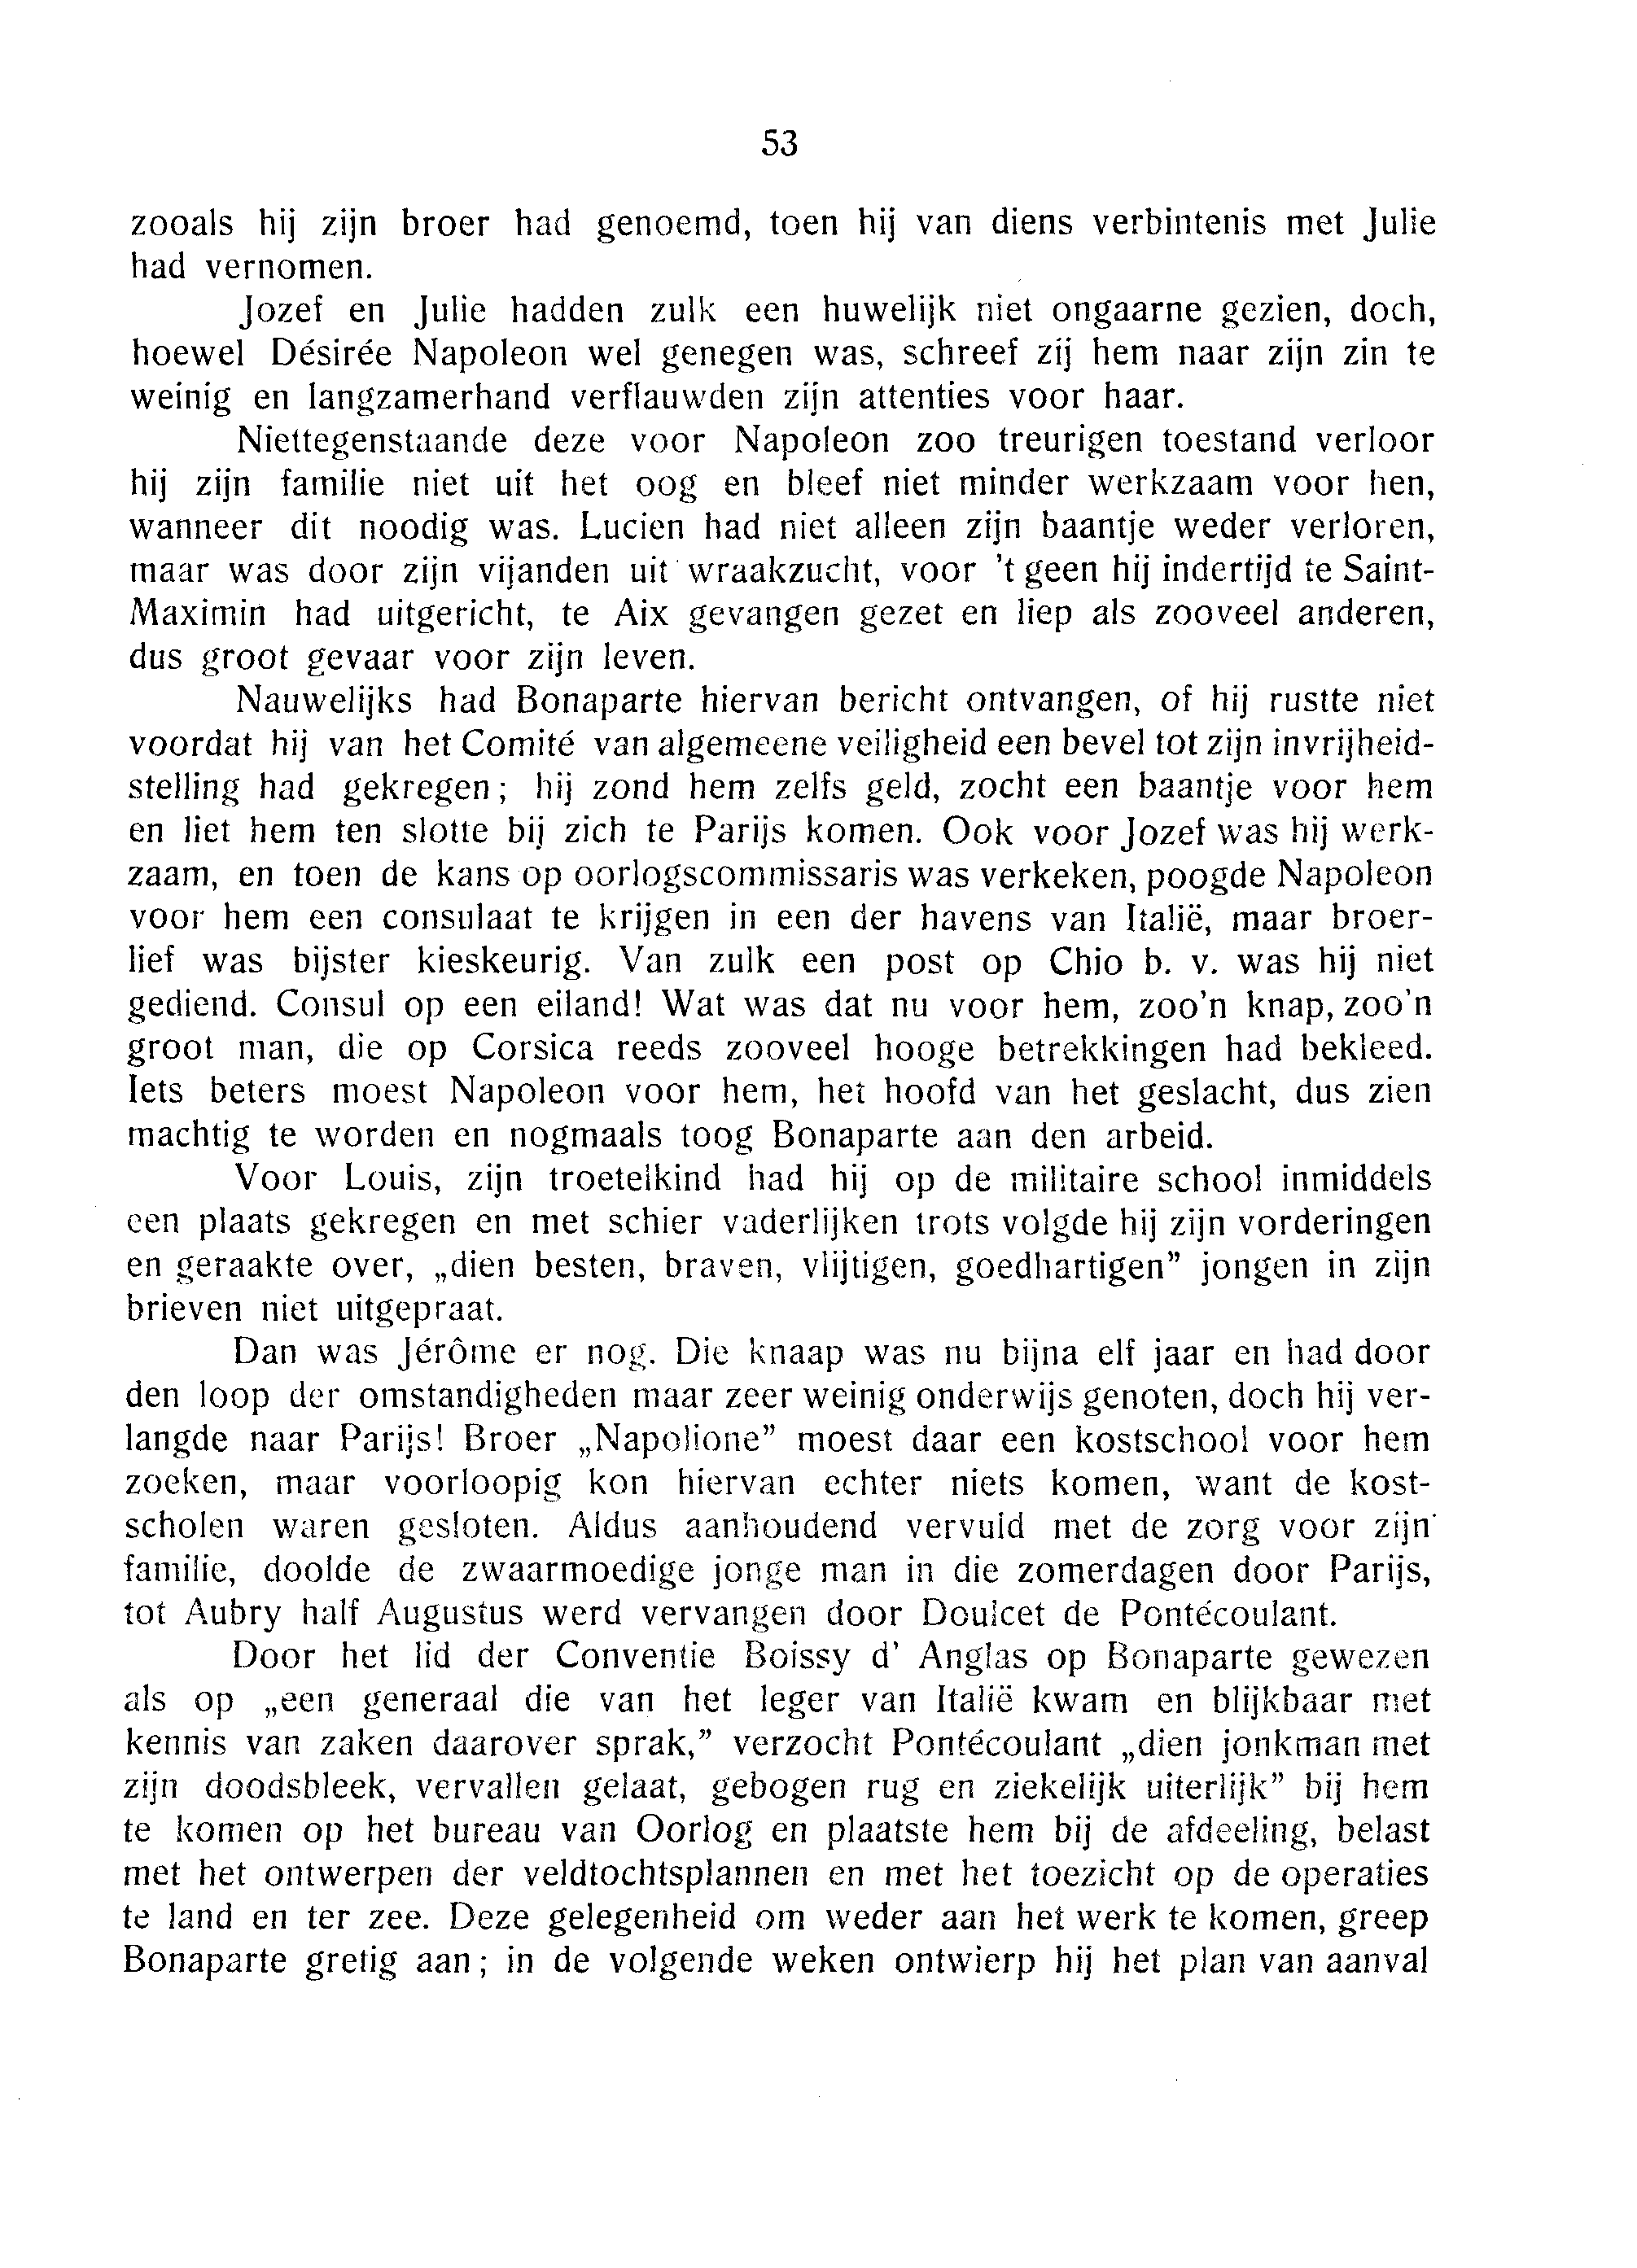 53
zooals hij zijn broer had genoemd, toen hij van diens verbintenis met Julie
had vernomen.
Jozef en Julie hadden zulk een huwelijk niet ongaarne gezien, doch,
hoewel Désirée Napoleon wel genegen was, schreef zij hem naar zijn zin te
weinig en langzamerhand verflauwden zijn attenties voor haar.
Niettegenstaande deze voor Napoleon zoo treurigen toestand verloor
hij zijn familie niet uit het oog en bleef niet minder werkzaam voor hen,
wanneer dit noodig was. Lucien had niet alleen zijn baantje weder verloren,
maar was door zijn vijanden uit wraakzucht, voor 't geen hij indertijd te Saint-
Maximin had uitgericht, te Aix gevangen gezet en liep als zooveel anderen,
dus groot gevaar voor zijn leven.
Nauwelijks had Bonaparte hiervan bericht ontvangen, of hij rustte niet
voordat hij van het Comité van algemeene veiligheid een bevel tot zijn invrijheid-
stelling had gekregen; hij zond hem zelfs geld, zocht een baantje voor hem
en liet hem ten slotte bij zich te Parijs komen. Ook voor Jozef was hij werk-
zaam, en toen de kans op oorlogscommissaris was verkeken, poogde Napoleon
voor hem een consulaat te krijgen in een der havens van Italië, maar broer-
lief was bijster kieskeurig. Van zulk een post op Chio b. v. was hij niet
gediend. Consul op een eiland! Wat was dat nu voor hem, zoo'n knap, zoo'n
groot man, die op Corsica reeds zooveel hooge betrekkingen had bekleed.
Iets beters moest Napoleon voor hem, het hoofd van het geslacht, dus zien
machtig te worden en nogmaals toog Bonaparte aan den arbeid.
Voor Louis, zijn troetelkind had hij op de militaire school inmiddels
een plaats gekregen en met schier vaderlijken trots volgde hij zijn vorderingen
en geraakte over, „dien besten, braven, vlijtigen, goedhartigen” jongen in zijn
brieven niet uitgepraat.
Dan was Jérôme er nog. Die knaap was nu bijna elf jaar en had door
den loop der omstandigheden maar zeer weinig onderwijs genoten, doch hij ver-
langde naar Parijs! Broer „Napolione” moest daar een kostschool voor hem
zoeken, maar voorloopig kon hiervan echter niets komen, want de kost-
scholen waren gesloten. Aldus aanhoudend vervuld met de zorg voor zijn
familie, doolde de zwaarmoedige jonge man in die zomerdagen door Parijs,
tot Aubry half Augustus werd vervangen door Doulcet de Pontécoulant.
Door het lid der Conventie Boissy d' Anglas op Bonaparte gewezen
als op „een generaal die van het leger van Italië kwam en blijkbaar met
kennis van zaken daarover sprak,” verzocht Pontécoulant „dien jonkman met
zijn doodsbleek, vervallen gelaat, gebogen rug en ziekelijk uiterlijk” bij hem
te komen op het bureau van Oorlog en plaatste hem bij de afdeeling, belast
met het ontwerpen der veldtochtsplannen en met het toezicht op de operaties
te land en ter zee. Deze gelegenheid om weder aan het werk te komen, greep
Bonaparte gretig aan; in de volgende weken ontwierp hij het plan van aanval